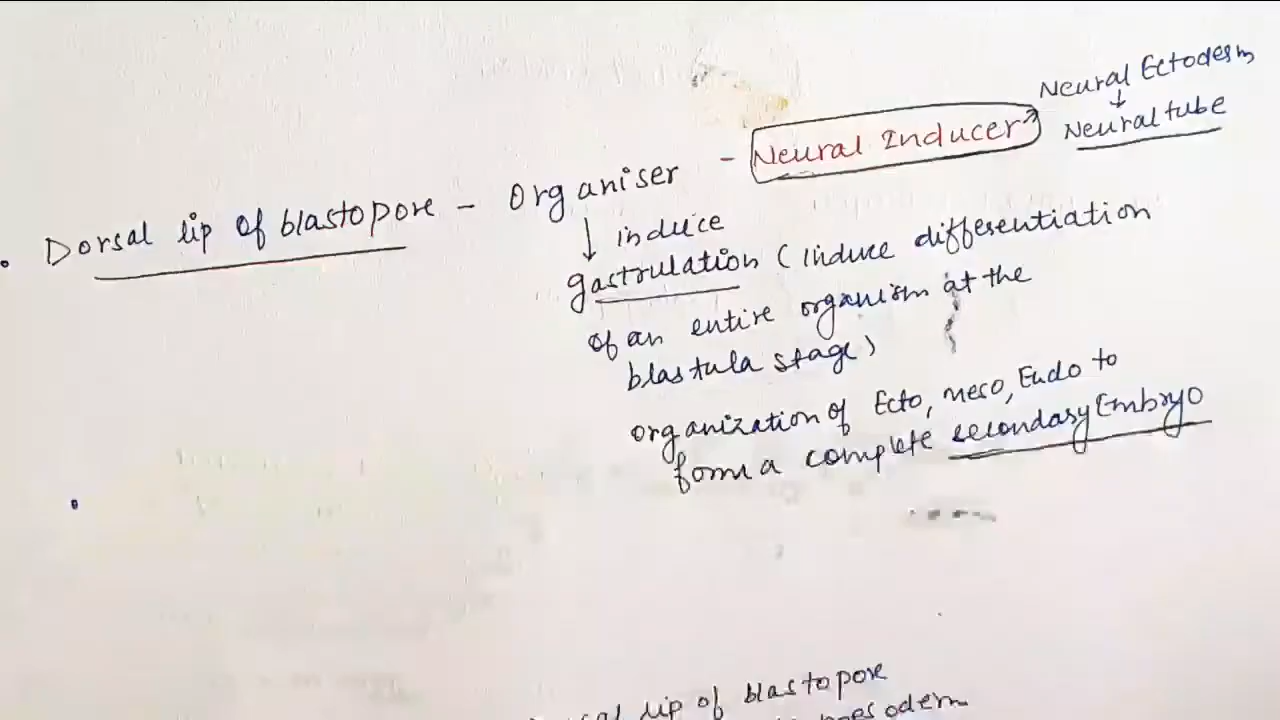 Neural Ectoderm
↓
Neural tube
• Dorsal lip of blastopore - Organiser - Neural Inducer
↓ induce
gastrulation (induce differentiation
of an entire organism at the
blastula stage)
organization of Ecto, meso, Endo to
form a complete secondary Embryo
•
lip of blastopore